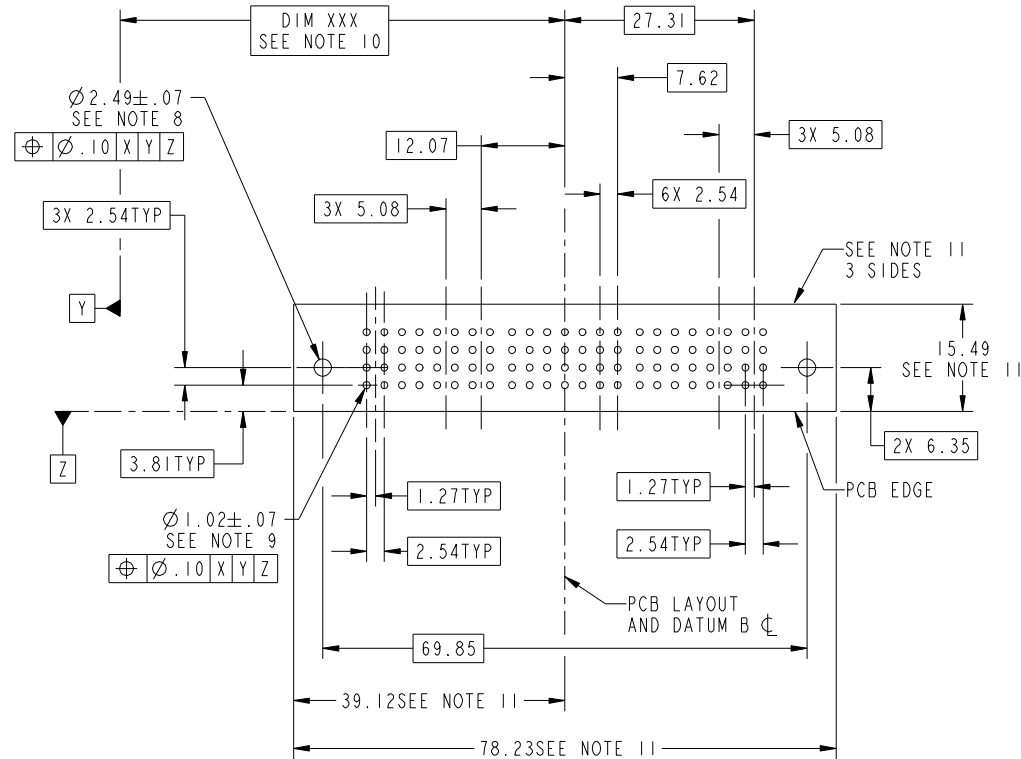 DIM XXX
SEE NOTE 10
27.31
7.62
Ø2.49±.07
SEE NOTE 8
⌖ Ø.10 X Y Z
12.07
3X 5.08
3X 5.08
6X 2.54
3X 2.54TYP
SEE NOTE 11
3 SIDES
Y
15.49
SEE NOTE 11
Z
3.81TYP
2X 6.35
1.27TYP
1.27TYP
PCB EDGE
Ø1.02±.07
SEE NOTE 9
⌖ Ø.10 X Y Z
2.54TYP
2.54TYP
PCB LAYOUT
AND DATUM B ℄
69.85
39.12SEE NOTE 11
78.23SEE NOTE 11